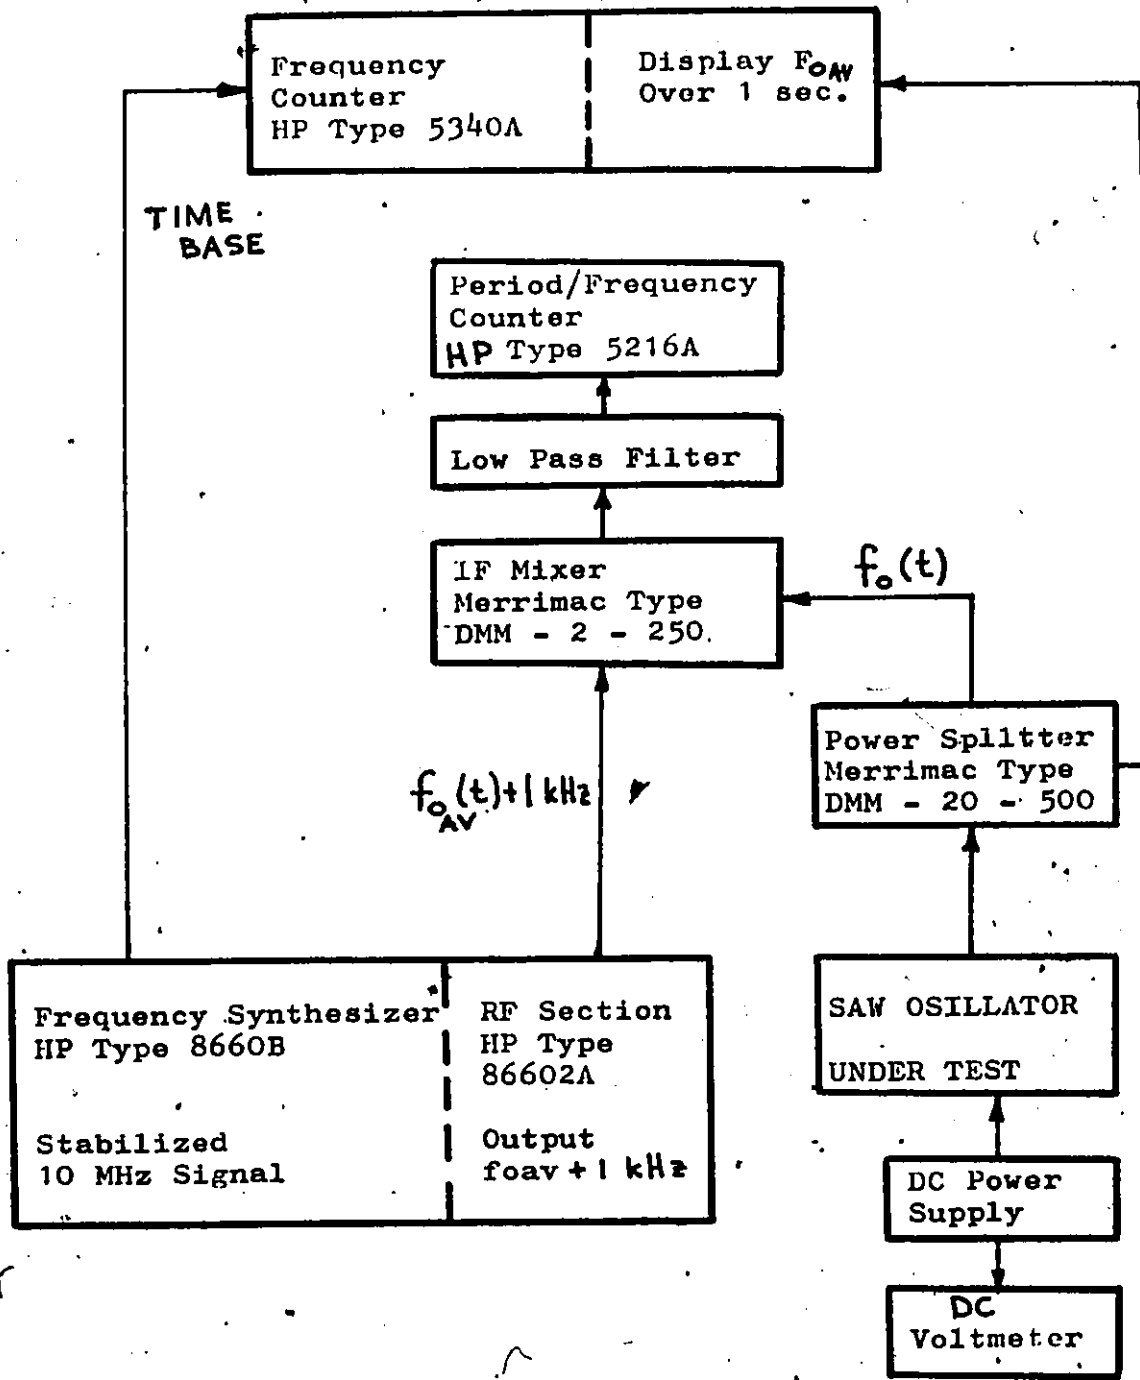 Frequency
Counter
HP Type 5340A
Display FOAV
Over 1 sec.
TIME
BASE
Period/Frequency
Counter
HP Type 5216A
Low Pass Filter
IF Mixer
Merrimac Type
DMM - 2 - 250.
fo(t)
Power Splitter
Merrimac Type
DMM - 20 - 500
fo(t)+1 kHz
AV
Frequency Synthesizer
HP Type 8660B
Stabilized
10 MHz Signal
RF Section
HP Type
86602A
Output
foav + 1 kHz
SAW OSILLATOR
UNDER TEST
DC Power
Supply
DC
Voltmeter